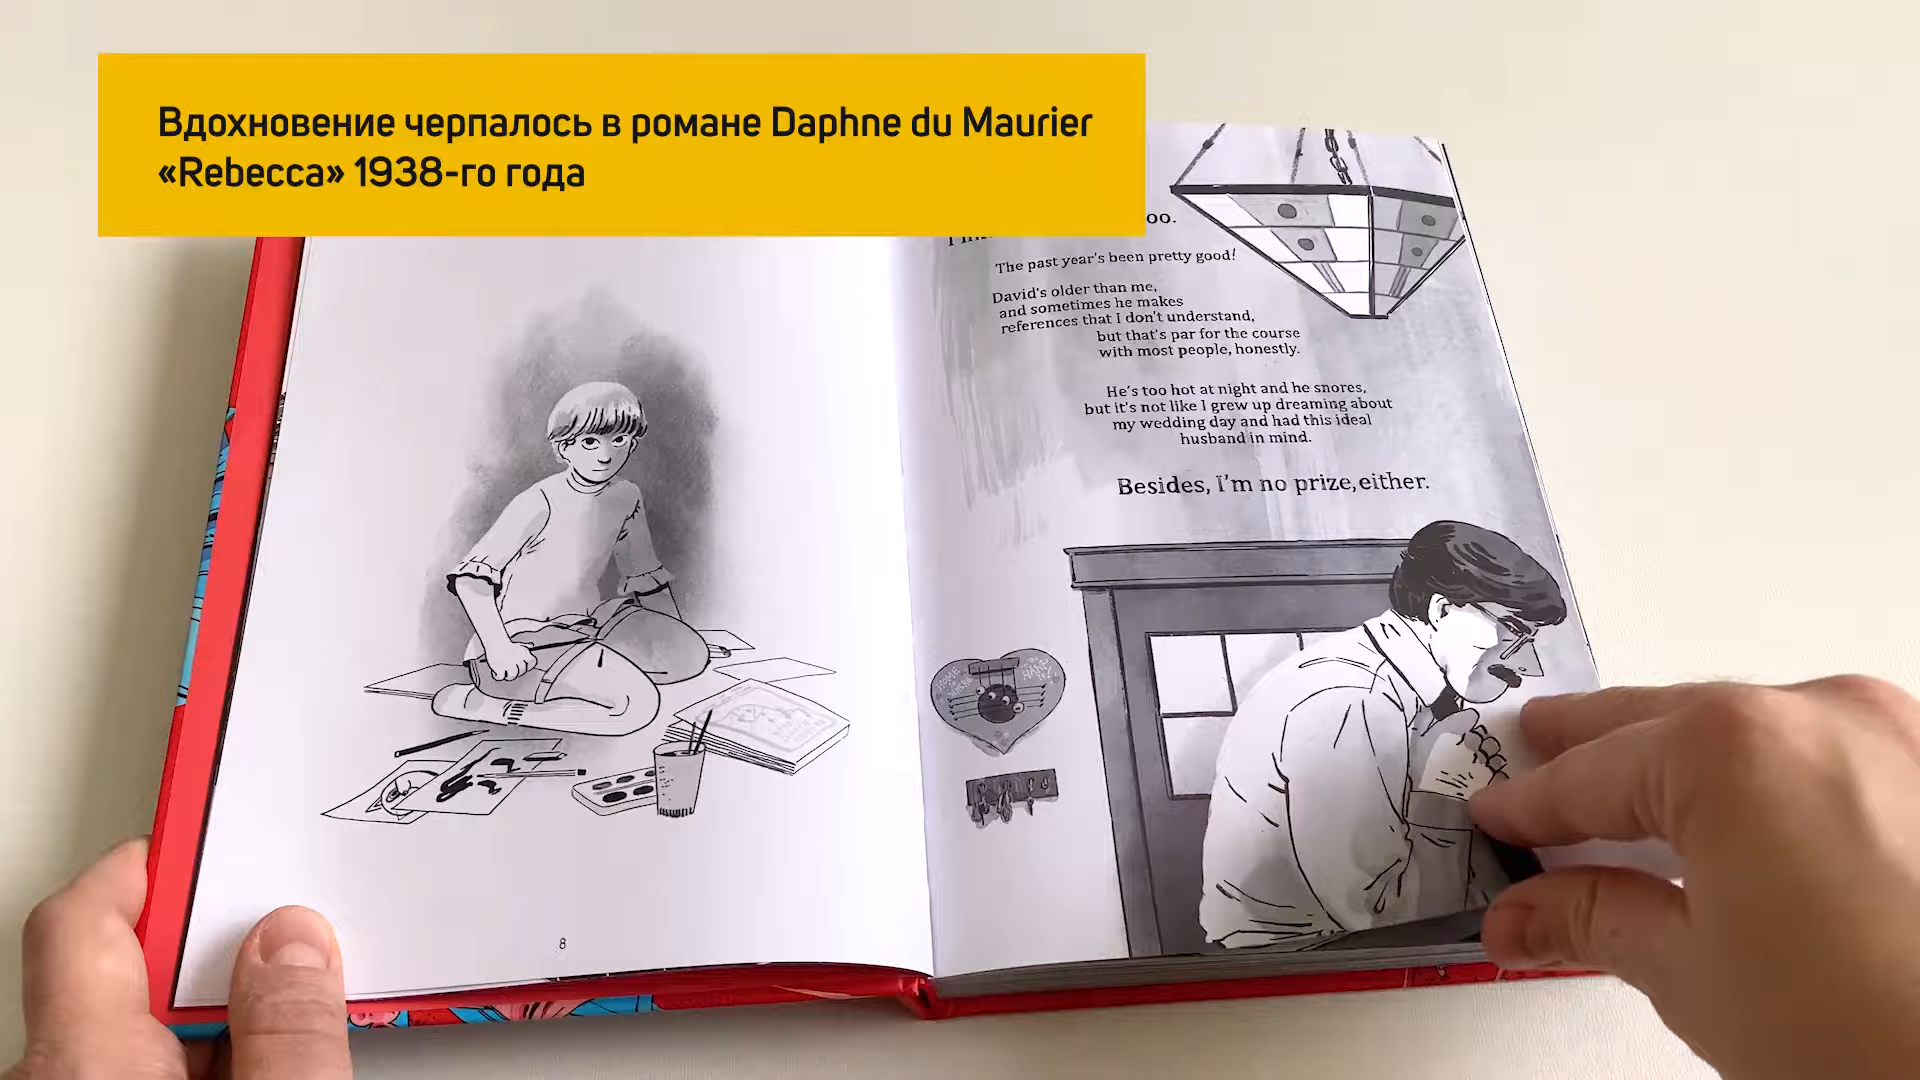 Вдохновение черпалось в романе Daphne du Maurier
«Rebecca» 1938-го года
The past year's been pretty good!
David's older than me,
and sometimes he makes
references that I don't understand,
but that's par for the course
with most people, honestly.
He's too hot at night and he snores,
but it's not like I grew up dreaming about
my wedding day and had this ideal
husband in mind.
Besides, I'm no prize, either.
HOME
HAPPY
8